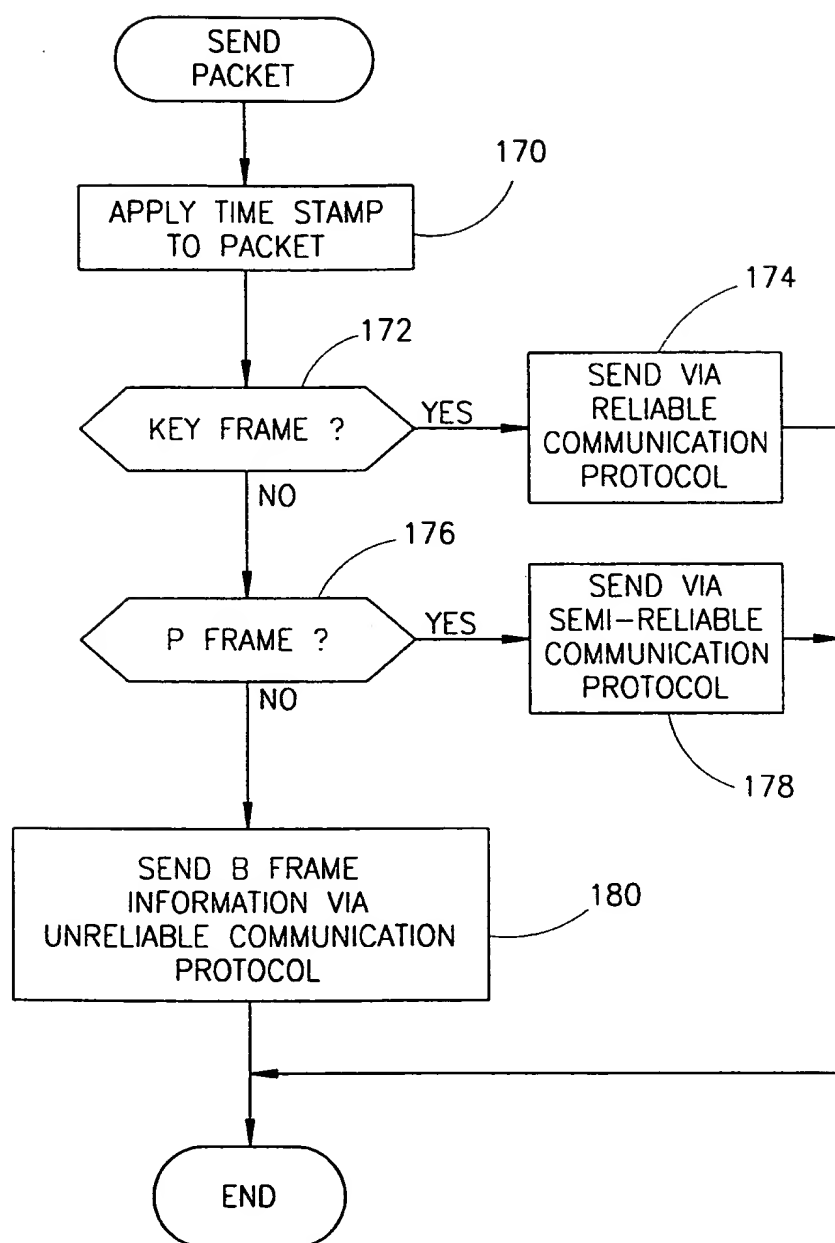 SEND
PACKET
170
APPLY TIME STAMP
TO PACKET
172
KEY FRAME ?
YES
NO
174
SEND VIA
RELIABLE
COMMUNICATION
PROTOCOL
176
P FRAME ?
YES
NO
SEND VIA
SEMI-RELIABLE
COMMUNICATION
PROTOCOL
178
SEND B FRAME
INFORMATION VIA
UNRELIABLE COMMUNICATION
PROTOCOL
180
END